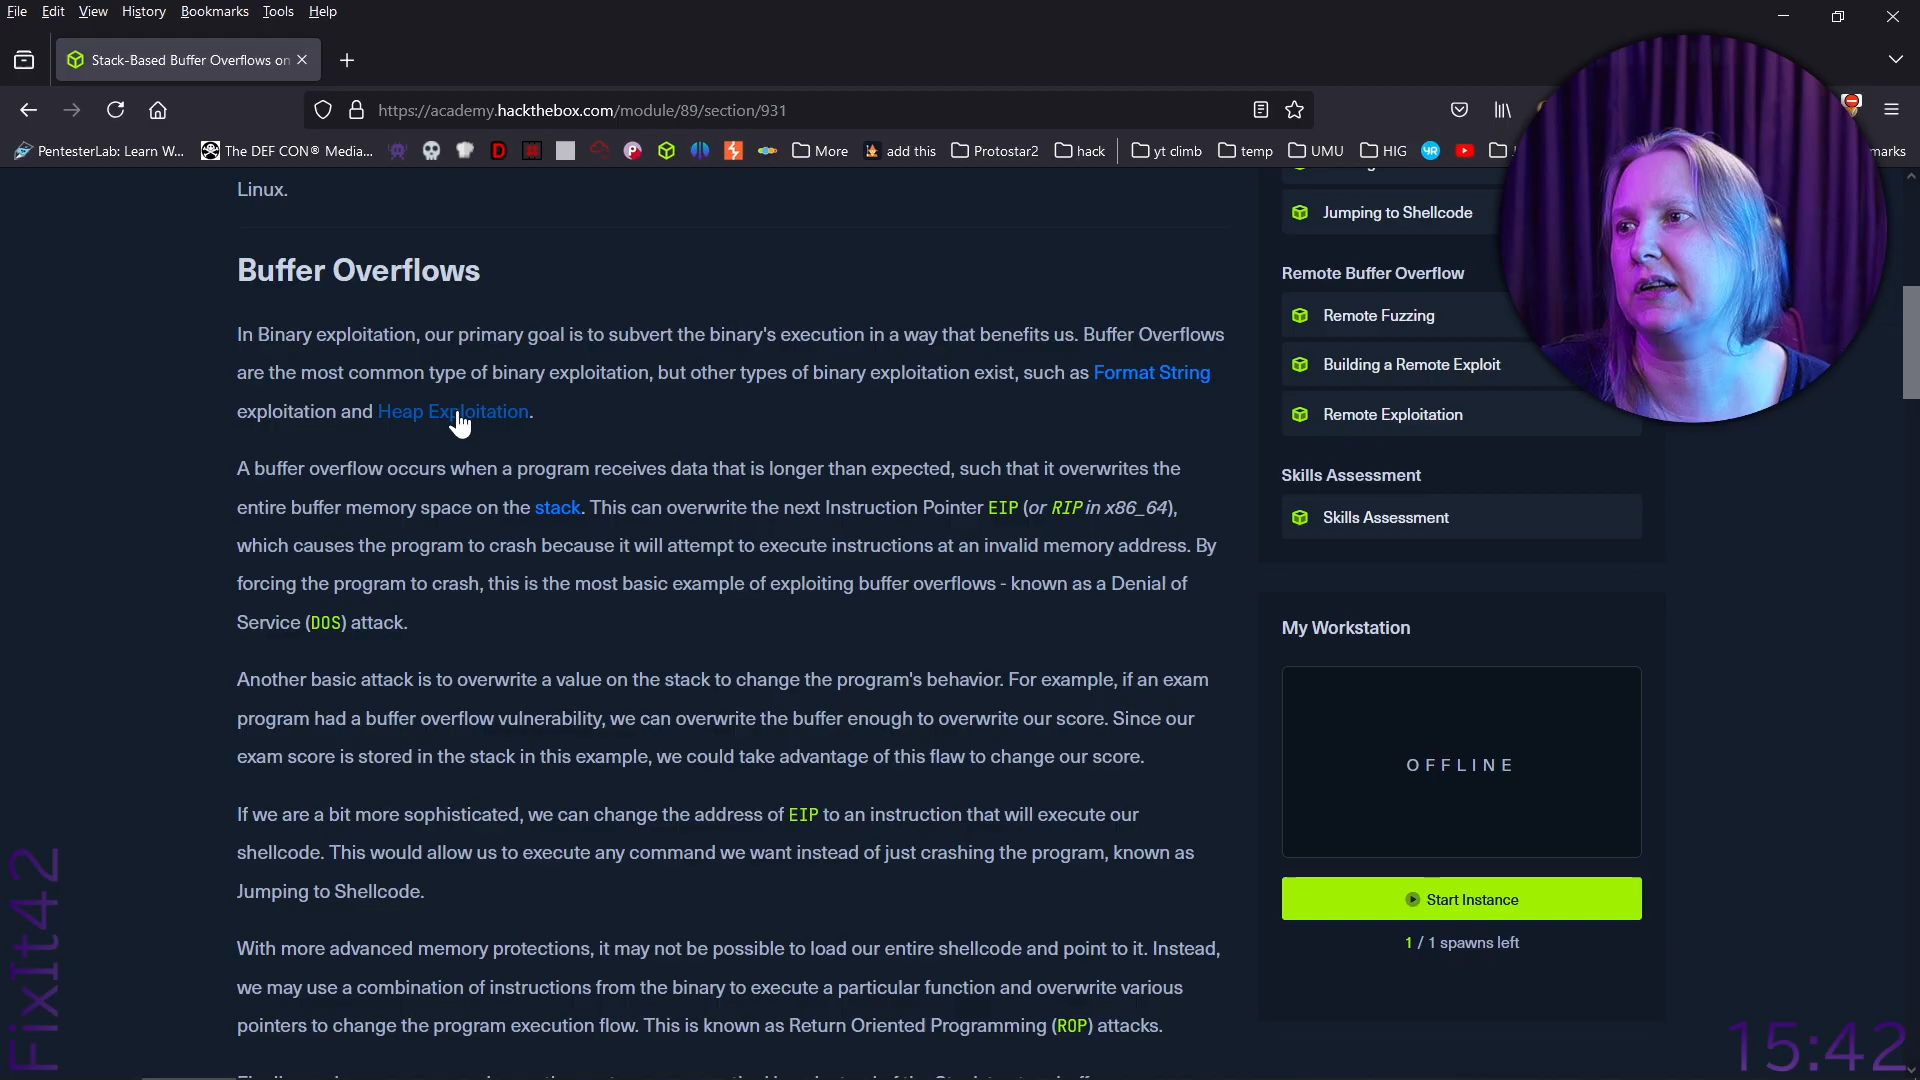 File Edit View History Bookmarks Tools Help
Stack-Based Buffer Overflows on
https://academy.hackthebox.com/module/89/section/931
PentesterLab: Learn W... The DEF CON® Media... More add this Protostar2 hack yt climb temp UMU HIG marks
Linux.
Buffer Overflows
In Binary exploitation, our primary goal is to subvert the binary's execution in a way that benefits us. Buffer Overflows
are the most common type of binary exploitation, but other types of binary exploitation exist, such as Format String
exploitation and Heap Exploitation.
A buffer overflow occurs when a program receives data that is longer than expected, such that it overwrites the
entire buffer memory space on the stack. This can overwrite the next Instruction Pointer EIP (or RIP in x86_64),
which causes the program to crash because it will attempt to execute instructions at an invalid memory address. By
forcing the program to crash, this is the most basic example of exploiting buffer overflows - known as a Denial of
Service (DOS) attack.
Another basic attack is to overwrite a value on the stack to change the program's behavior. For example, if an exam
program had a buffer overflow vulnerability, we can overwrite the buffer enough to overwrite our score. Since our
exam score is stored in the stack in this example, we could take advantage of this flaw to change our score.
If we are a bit more sophisticated, we can change the address of EIP to an instruction that will execute our
shellcode. This would allow us to execute any command we want instead of just crashing the program, known as
Jumping to Shellcode.
With more advanced memory protections, it may not be possible to load our entire shellcode and point to it. Instead,
we may use a combination of instructions from the binary to execute a particular function and overwrite various
pointers to change the program execution flow. This is known as Return Oriented Programming (ROP) attacks.
Jumping to Shellcode
Remote Buffer Overflow
Remote Fuzzing
Building a Remote Exploit
Remote Exploitation
Skills Assessment
Skills Assessment
My Workstation
OFFLINE
Start Instance
1 / 1 spawns left
FixIt42
15:42